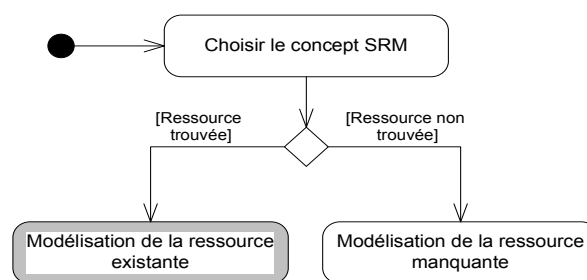 Choisir le concept SRM
[Ressource
trouvée]
[Ressource non
trouvée]
Modélisation de la ressource
existante
Modélisation de la ressource
manquante